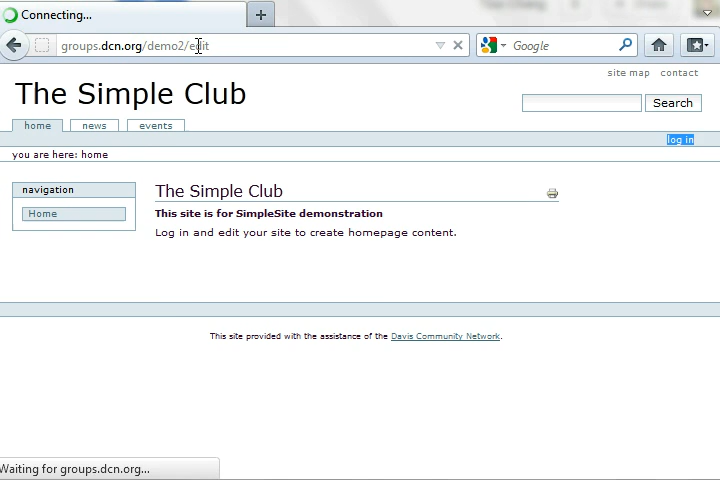 Connecting...
groups.dcn.org/demo2/edit
Google
site map contact
The Simple Club
Search
home news events
log in
you are here: home
navigation
Home
The Simple Club
This site is for SimpleSite demonstration
Log in and edit your site to create homepage content.
This site provided with the assistance of the Davis Community Network.
Waiting for groups.dcn.org...